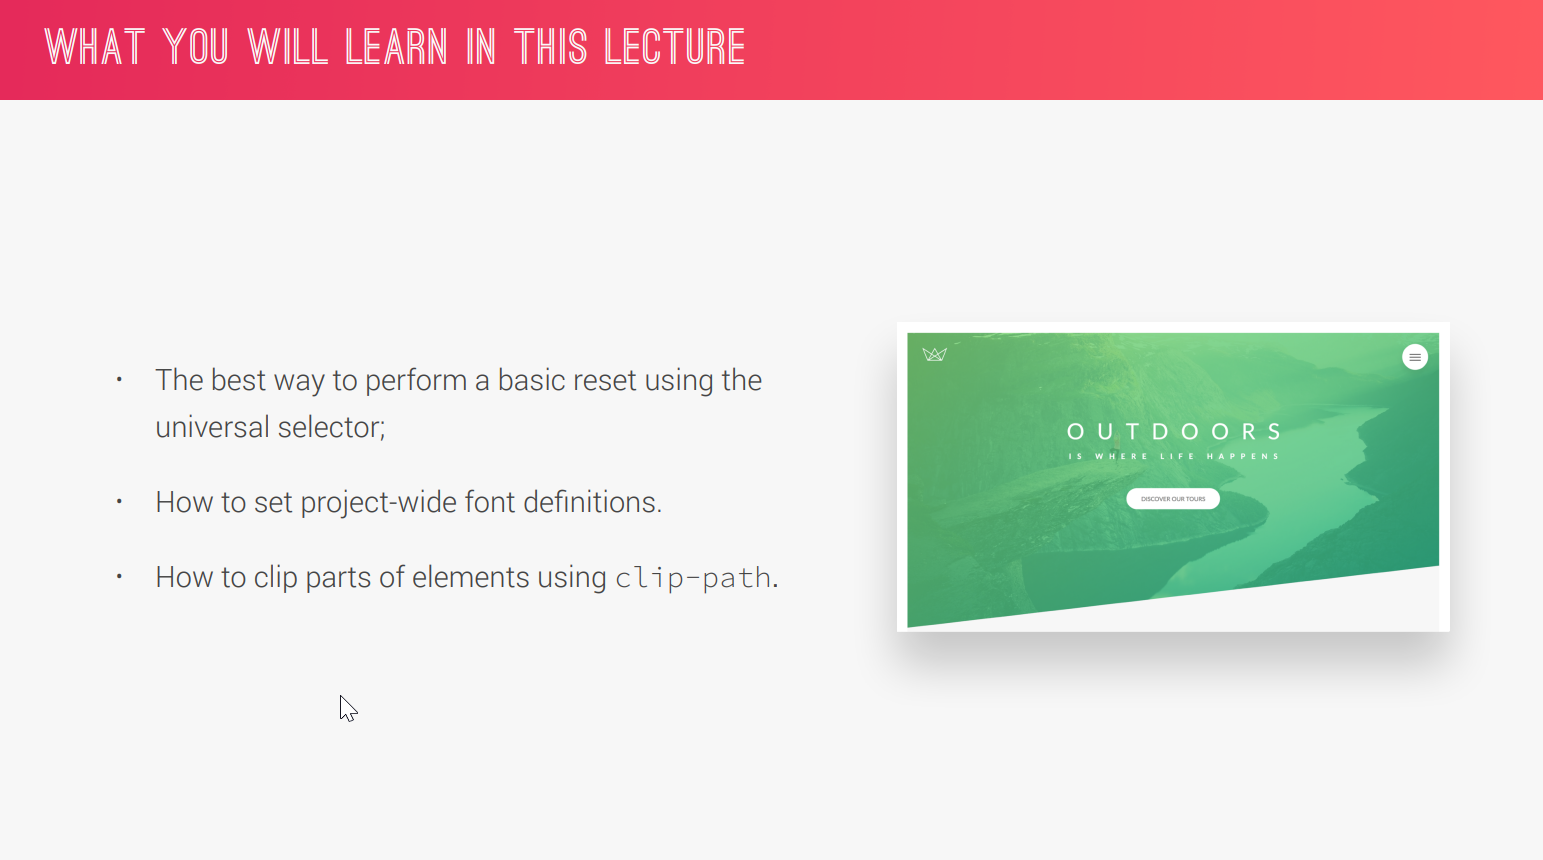 WHAT YOU WILL LEARN IN THIS LECTURE
• The best way to perform a basic reset using the
universal selector;
• How to set project-wide font definitions.
• How to clip parts of elements using clip-path.
OUTDOORS
IS WHERE LIFE HAPPENS
DISCOVER OUR TOURS